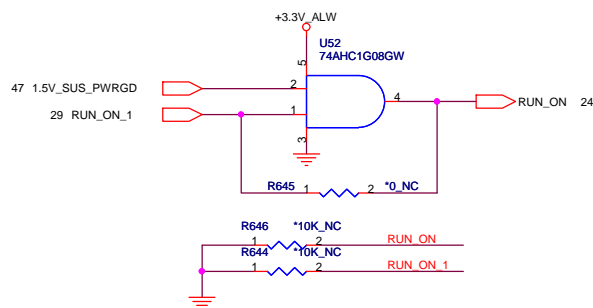 +3.3V_ALW
U52
74AHC1G08GW
5
47 1.5V_SUS_PWRGD 2
4
RUN_ON 24
29 RUN_ON_1 1
3
R645 1 2 *0_NC
R646 *10K_NC
1 2 RUN_ON
R644 *10K_NC
1 2 RUN_ON_1